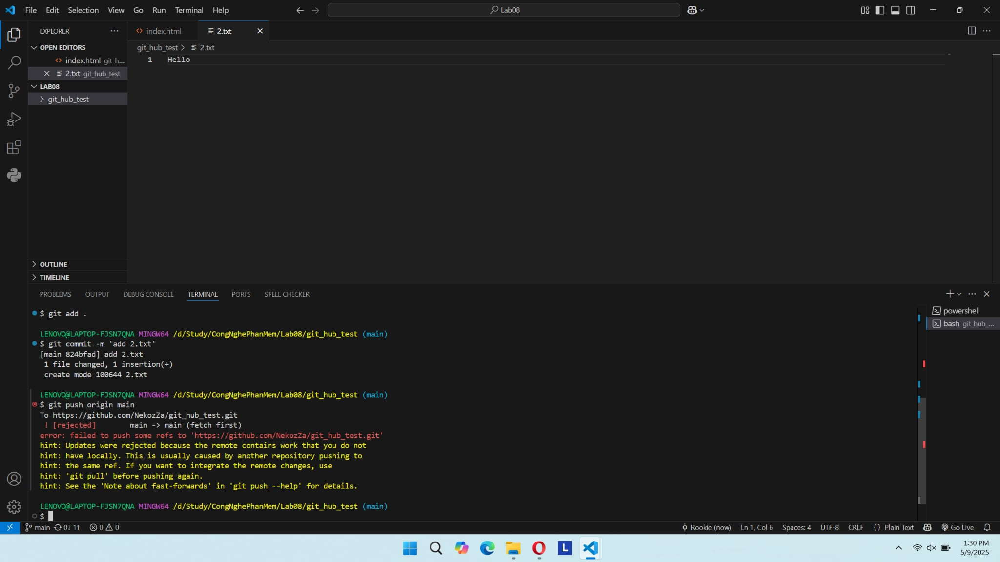 File Edit Selection View Go Run Terminal Help
Lab08
EXPLORER
index.html
2.txt
OPEN EDITORS
index.html git_h...
2.txt git_hub_test
LAB08
git_hub_test
OUTLINE
TIMELINE
git_hub_test > 2.txt
1 Hello
PROBLEMS OUTPUT DEBUG CONSOLE TERMINAL PORTS SPELL CHECKER
$ git add .
LENOVO@LAPTOP-FJSN7QNA MINGW64 /d/Study/CongNghePhanMem/Lab08/git_hub_test (main)
$ git commit -m 'add 2.txt'
[main 824bfad] add 2.txt
1 file changed, 1 insertion(+)
create mode 100644 2.txt
LENOVO@LAPTOP-FJSN7QNA MINGW64 /d/Study/CongNghePhanMem/Lab08/git_hub_test (main)
$ git push origin main
To https://github.com/NekozZa/git_hub_test.git
! [rejected]        main -> main (fetch first)
error: failed to push some refs to 'https://github.com/NekozZa/git_hub_test.git'
hint: Updates were rejected because the remote contains work that you do not
hint: have locally. This is usually caused by another repository pushing to
hint: the same ref. If you want to integrate the remote changes, use
hint: 'git pull' before pushing again.
hint: See the 'Note about fast-forwards' in 'git push --help' for details.
LENOVO@LAPTOP-FJSN7QNA MINGW64 /d/Study/CongNghePhanMem/Lab08/git_hub_test (main)
$
powershell
bash git_hub_...
main 0↓ 1↑ 0 0 Rookie (now) Ln 1, Col 6 Spaces: 4 UTF-8 CRLF {} Plain Text Go Live
L
1:30 PM
5/9/2025